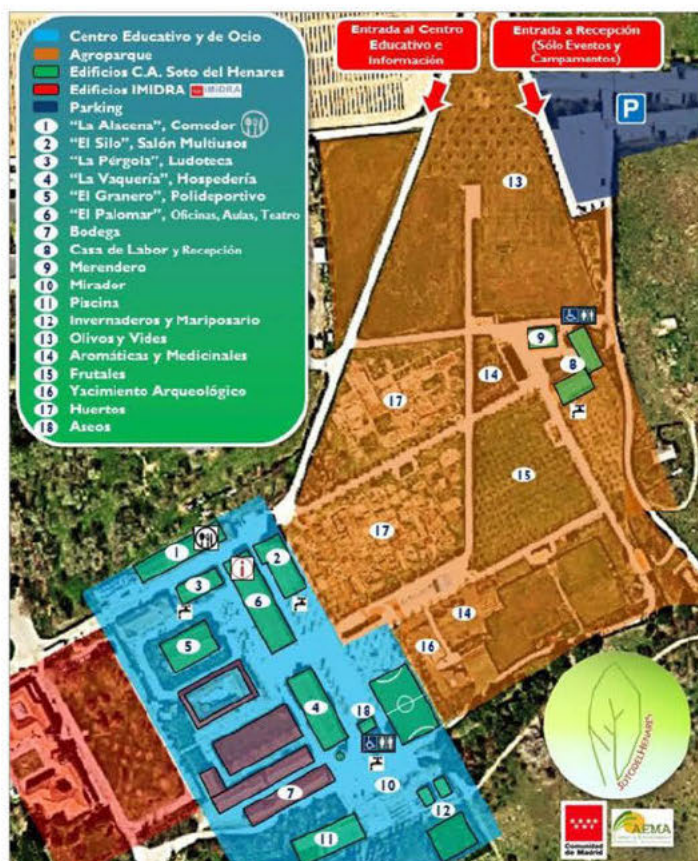 Centro Educativo y de Ocio
Agroparque
Edificios C.A. Soto del Henares
Edificios IMIDRA iMiDRA
Parking
1 "La Alacena", Comedor
2 "El Silo", Salón Multiusos
3 "La Pérgola", Ludoteca
4 "La Vaquería", Hospedería
5 "El Granero", Polideportivo
6 "El Palomar", Oficinas, Aulas, Teatro
7 Bodega
8 Casa de Labor y Recepción
9 Merendero
10 Mirador
11 Piscina
12 Invernaderos y Mariposario
13 Olivos y Vides
14 Aromáticas y Medicinales
15 Frutales
16 Yacimiento Arqueológico
17 Huertos
18 Aseos
Entrada al Centro
Educativo e
Información
Entrada a Recepción
(Sólo Eventos y
Campamentos)
P
13
9
8
14
17
15
17
1
2
3
i
6
14
16
5
4
18
7
10
12
11
SOTODELHENARES
Comunidad
de Madrid
AEMA